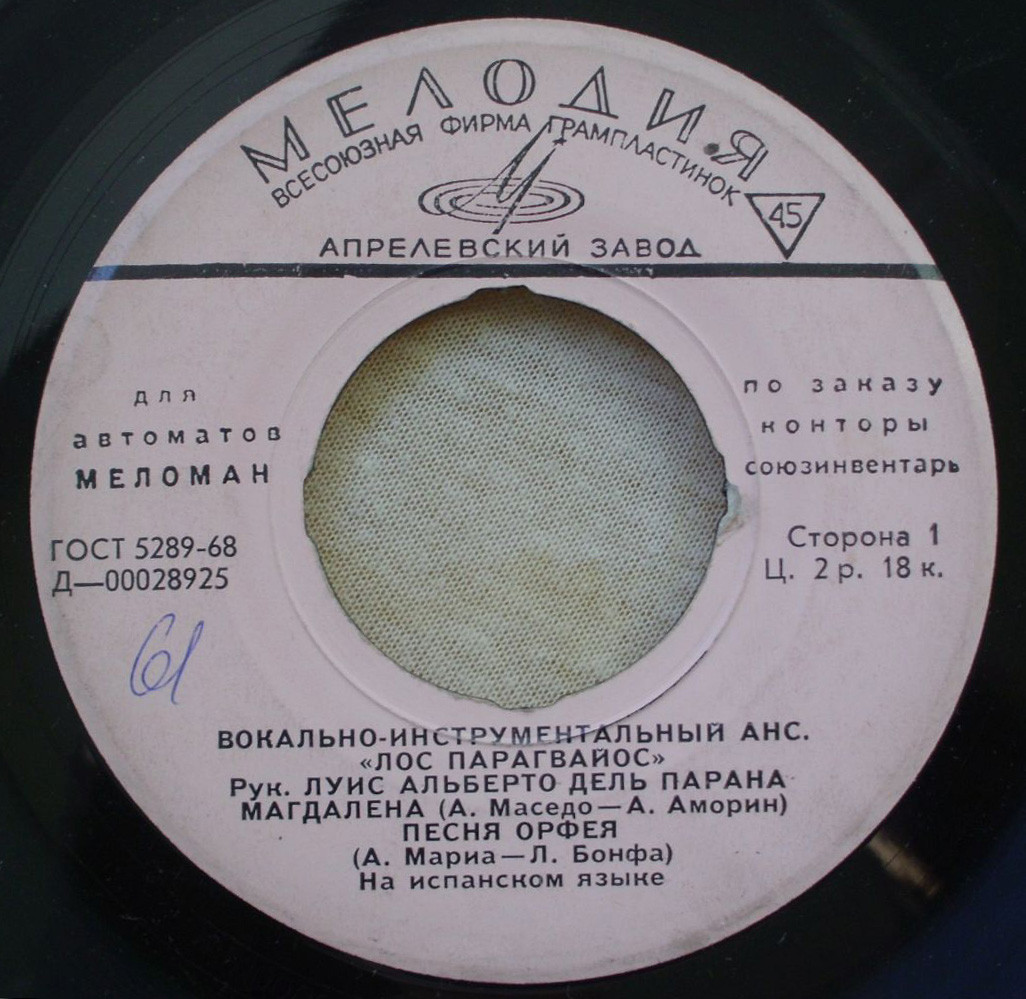 МЕЛОДИЯ
ВСЕСОЮЗНАЯ ФИРМА ГРАМПЛАСТИНОК
45
АПРЕЛЕВСКИЙ ЗАВОД
для
автоматов
МЕЛОМАН
по заказу
конторы
союзинвентарь
ГОСТ 5289-68
Д—00028925
Сторона 1
Ц. 2 р. 18 к.
61
ВОКАЛЬНО-ИНСТРУМЕНТАЛЬНЫЙ АНС.
«ЛОС ПАРАГВАЙОС»
Рук. ЛУИС АЛЬБЕРТО ДЕЛЬ ПАРАНА
МАГДАЛЕНА (А. Маседо—А. Аморин)
ПЕСНЯ ОРФЕЯ
(А. Мариа—Л. Бонфа)
На испанском языке